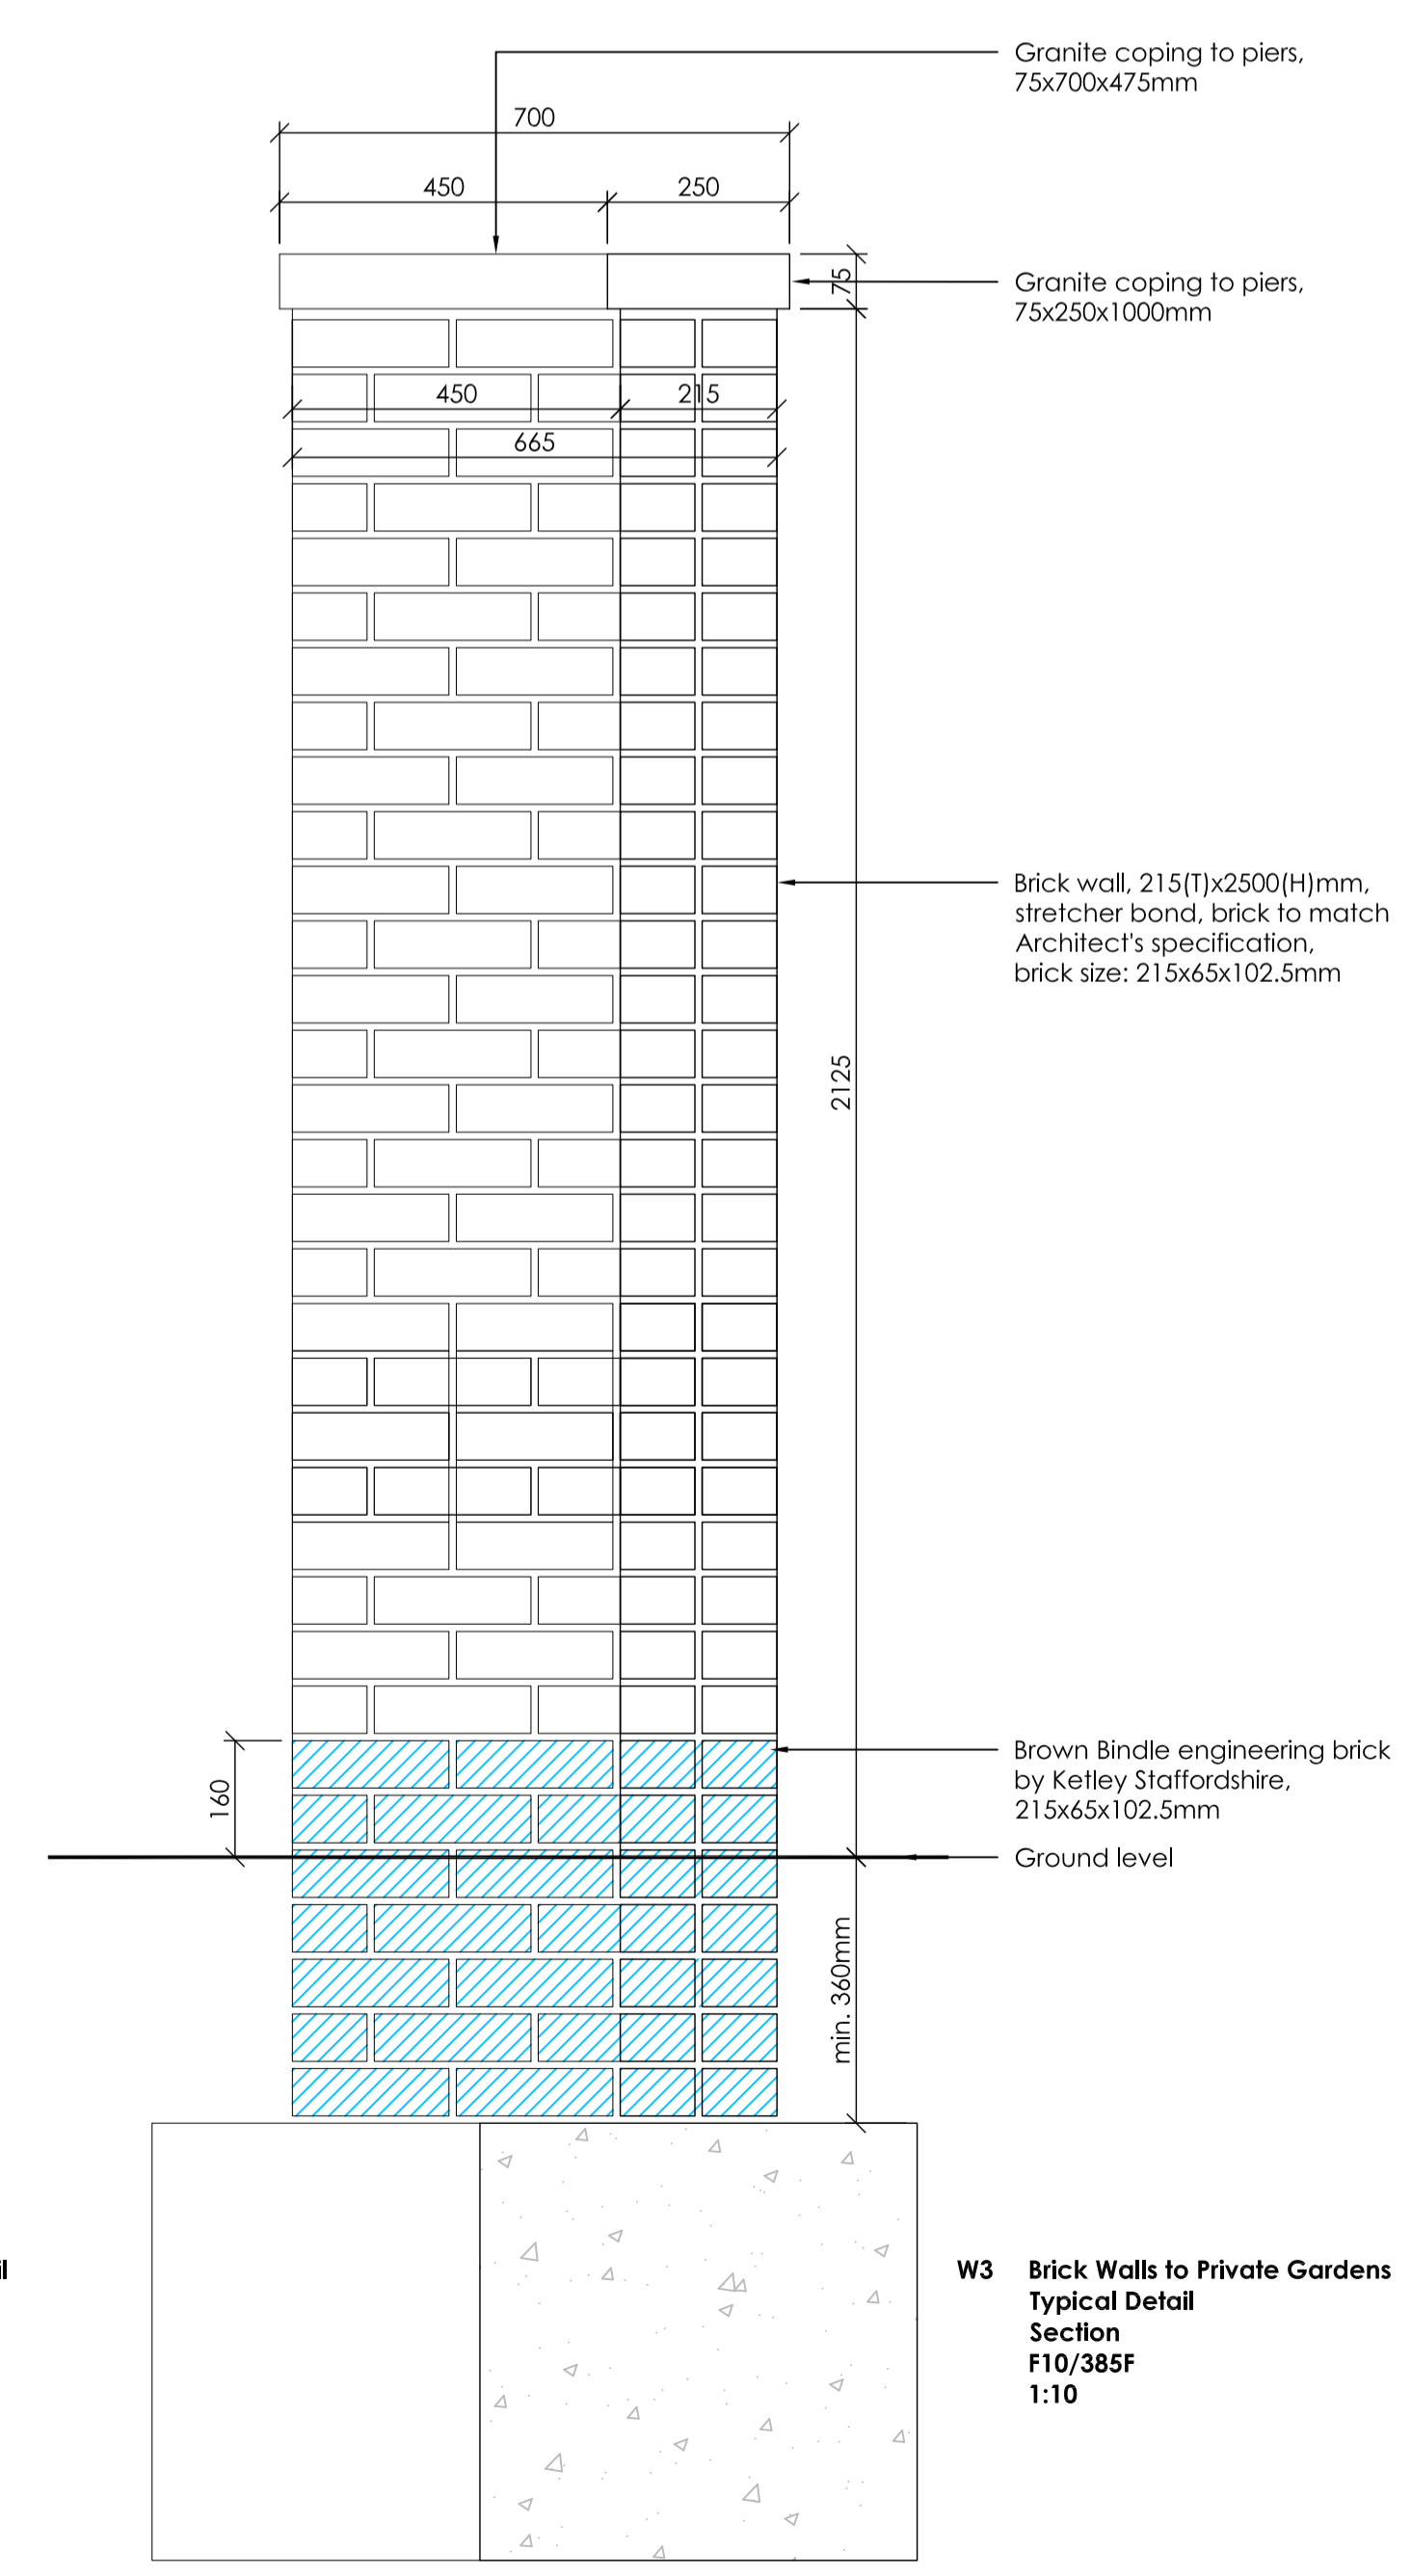 Granite coping to piers,
75x700x475mm
700
450
250
75
Granite coping to piers,
75x250x1000mm
450
215
665
Brick wall, 215(T)x2500(H)mm,
stretcher bond, brick to match
Architect's specification,
brick size: 215x65x102.5mm
2125
160
Brown Bindle engineering brick
by Ketley Staffordshire,
215x65x102.5mm
Ground level
min. 360mm
W3 Brick Walls to Private Gardens
Typical Detail
Section
F10/385F
1:10